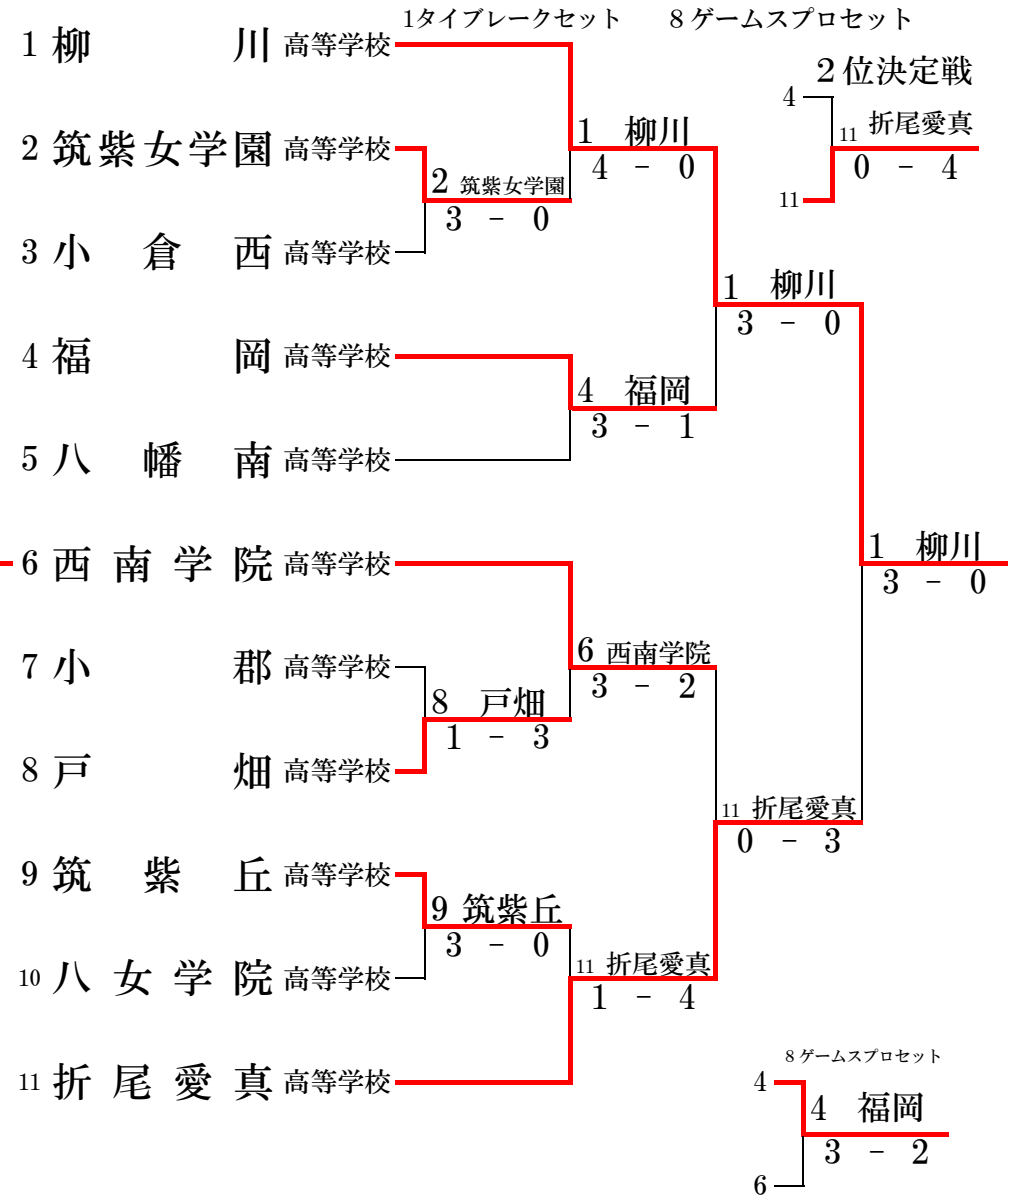 1タイブレークセット　8 ゲームスプロセット
1 柳川 高等学校
2位決定戦
4
11 折尾愛真
0 - 4
11
2 筑紫女学園 高等学校
1 柳川
4 - 0
2 筑紫女学園
3 - 0
3 小倉西 高等学校
1 柳川
3 - 0
4 福岡 高等学校
4 福岡
3 - 1
5 八幡南 高等学校
1 柳川
3 - 0
6 西南学院 高等学校
6 西南学院
3 - 2
7 小郡 高等学校
8 戸畑
1 - 3
8 戸畑 高等学校
11 折尾愛真
0 - 3
9 筑紫丘 高等学校
9 筑紫丘
3 - 0
10 八女学院 高等学校
11 折尾愛真
1 - 4
11 折尾愛真 高等学校
8 ゲームスプロセット
4
4 福岡
3 - 2
6